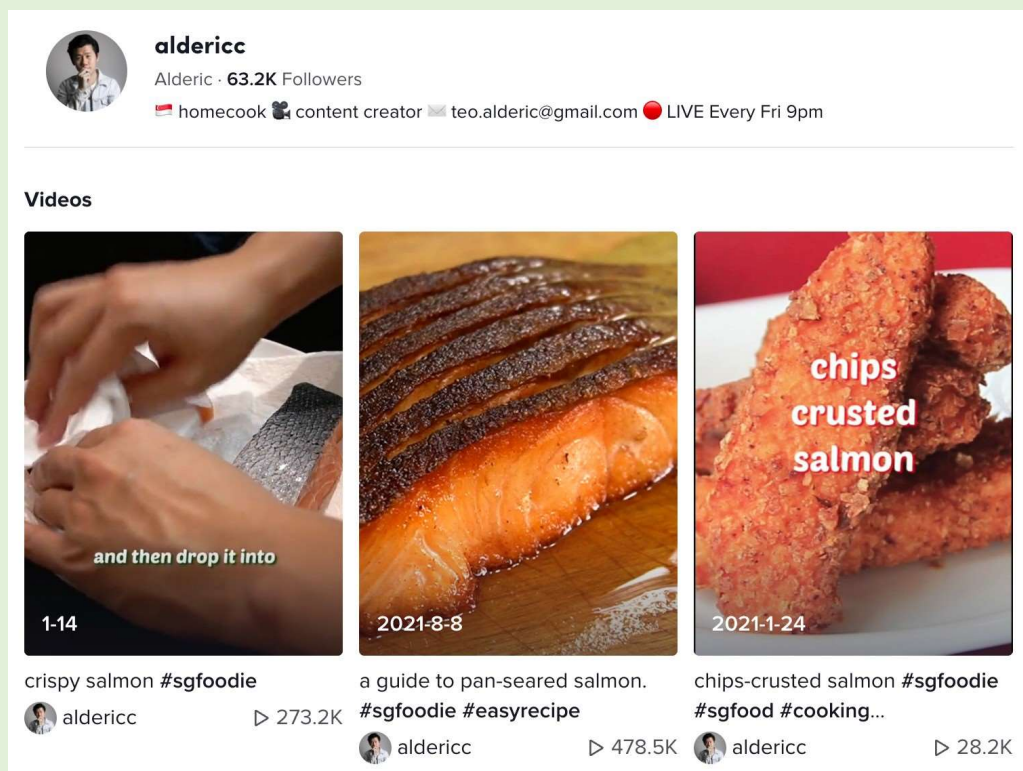 aldericc
Alderic · 63.2K Followers
🇸🇬 homecook 🎥 content creator ✉️ teo.alderic@gmail.com 🔴 LIVE Every Fri 9pm
Videos
and then drop it into
1-14
crispy salmon #sgfoodie
aldericc
273.2K
2021-8-8
a guide to pan-seared salmon.
#sgfoodie #easyrecipe
aldericc
478.5K
chips
crusted
salmon
2021-1-24
chips-crusted salmon #sgfoodie
#sgfood #cooking...
aldericc
28.2K